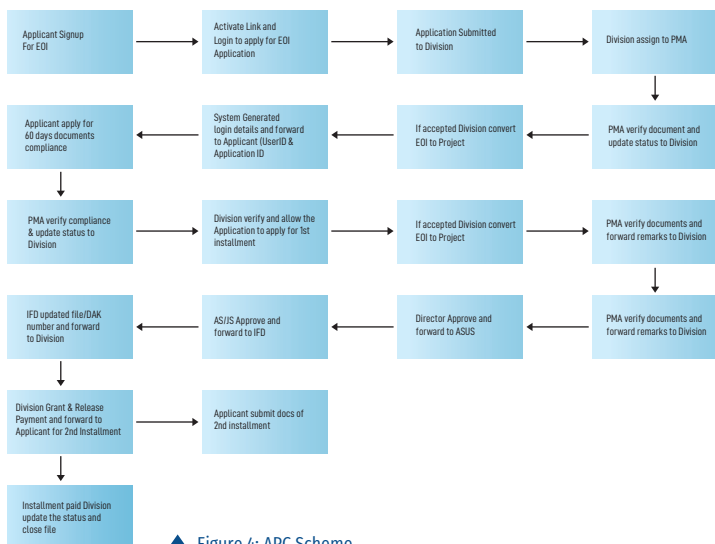 Applicant Signup
For EOI
Activate Link and
Login to apply for EOI
Application
Application Submitted
to Division
Division assign to PMA
Applicant apply for
60 days documents
compliance
System Generated
login details and forward
to Applicant (UserID &
Application ID
If accepted Division convert
EOI to Project
PMA verify document and
update status to Division
PMA verify compliance
& update status to
Division
Division verify and allow the
Application to apply for 1st
installment
If accepted Division convert
EOI to Project
PMA verify documents and
forward remarks to Division
IFD updated file/DAK
number and forward
to Division
AS/JS Approve and
forward to IFD
Director Approve and
forward to ASUS
PMA verify documents and
forward remarks to Division
Division Grant & Release
Payment and forward to
Applicant for 2nd Installment
Applicant submit docs of
2nd installment
Installment paid Division
update the status and
close file
Figure 4: APC Scheme